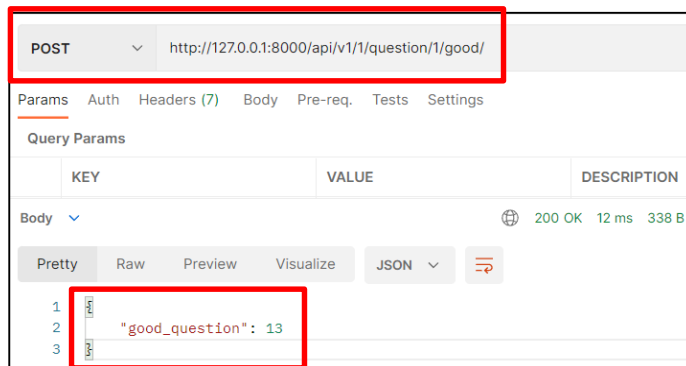 POST http://127.0.0.1:8000/api/v1/1/question/1/good/
Params Auth Headers (7) Body Pre-req. Tests Settings
Query Params
KEY VALUE DESCRIPTION
Body 200 OK 12 ms 338 B
Pretty Raw Preview Visualize JSON
1 {
2 "good_question": 13
3 }